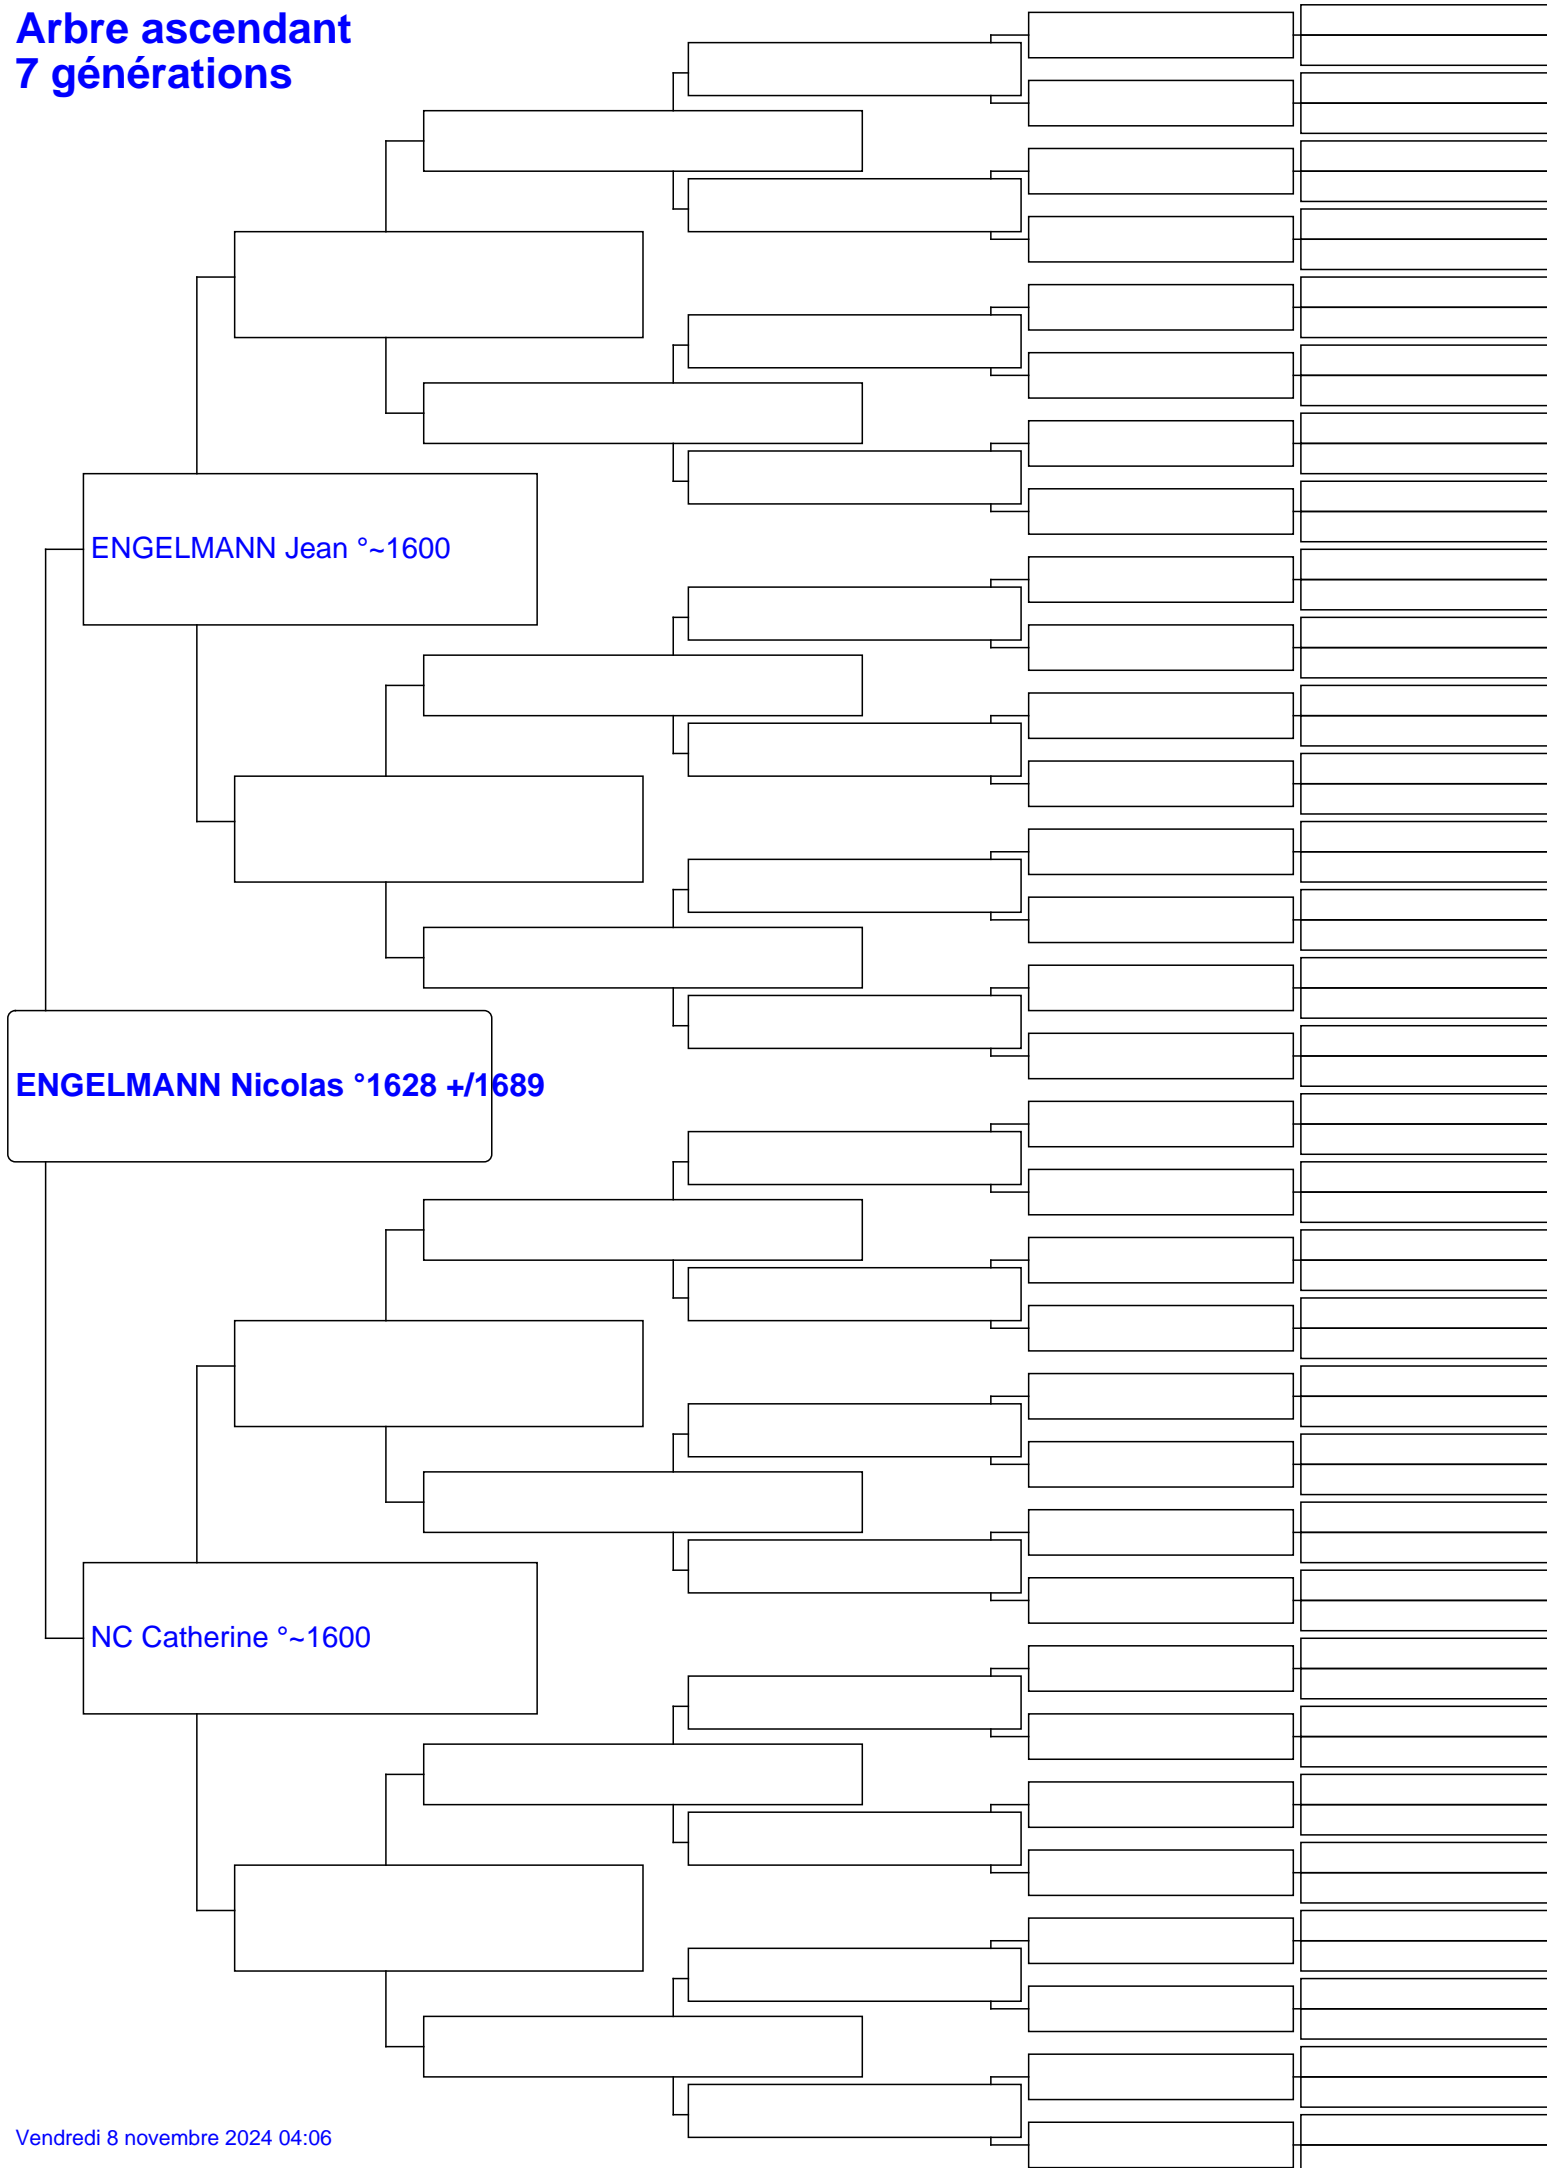 Arbre ascendant
7 générations
ENGELMANN Jean °~1600
ENGELMANN Nicolas °1628 +/1689
NC Catherine °~1600
Vendredi 8 novembre 2024 04:06